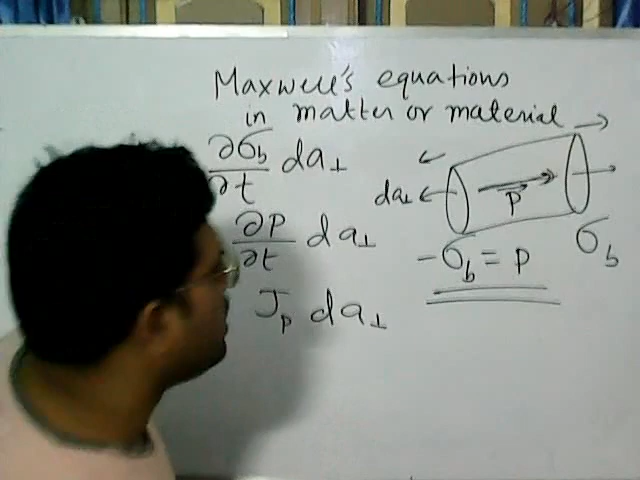 Maxwell's equations
in matter or material
∂σb/∂t da⊥
∂P/∂t da⊥
Jp da⊥
da⊥
P
-σb = P
σb